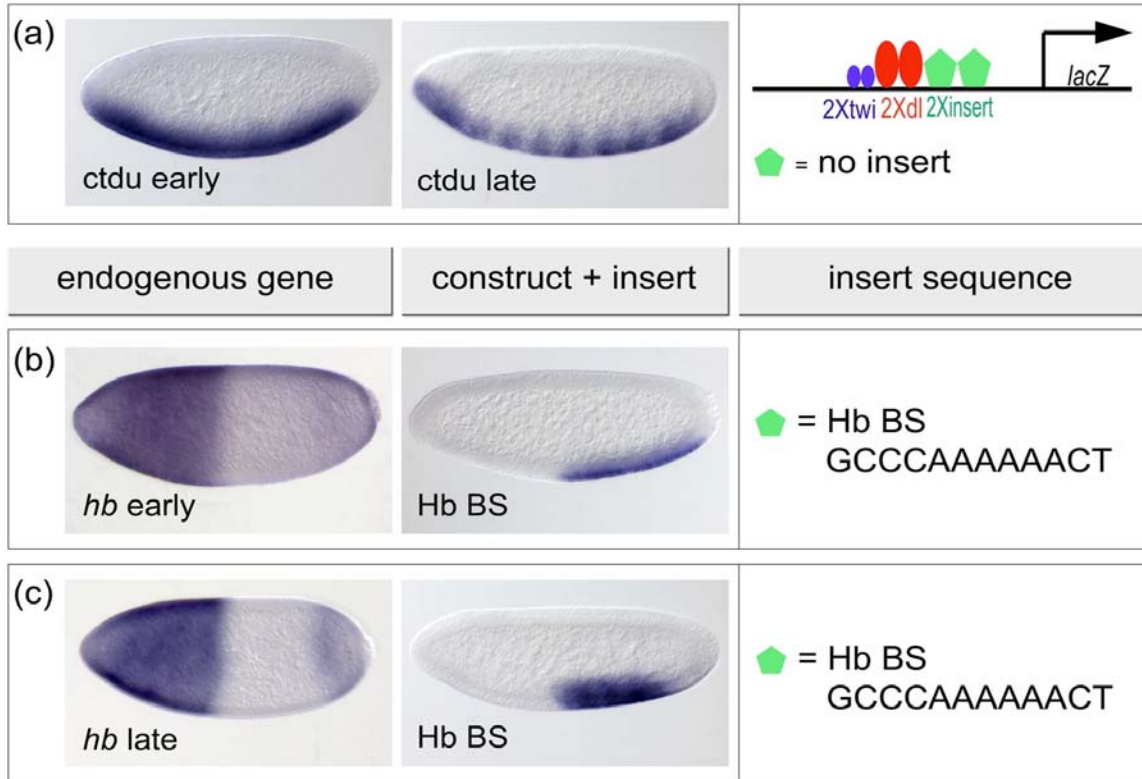 (a)
ctdu early
ctdu late
lacZ
2Xtwi 2Xdl 2Xinsert
= no insert
endogenous gene
construct + insert
insert sequence
(b)
hb early
Hb BS
= Hb BS
GCCCAAAAAACT
(c)
hb late
Hb BS
= Hb BS
GCCCAAAAAACT